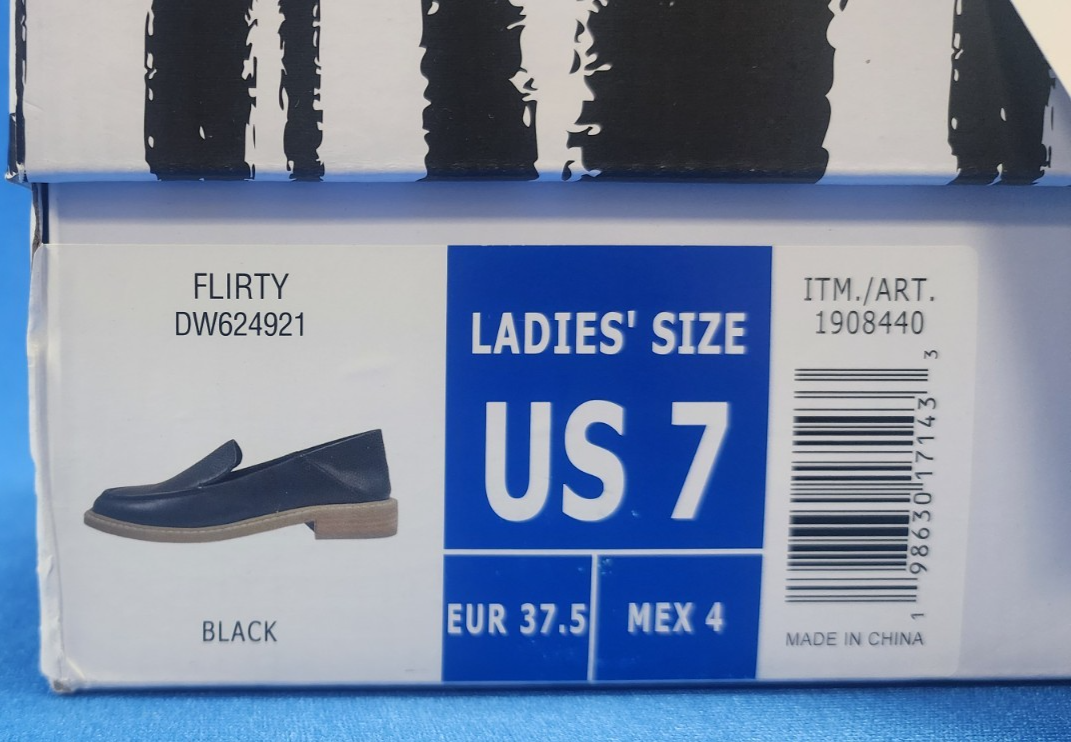 FLIRTY
DW624921
BLACK
LADIES' SIZE
US 7
EUR 37.5
MEX 4
ITM./ART.
1908440
1 98630 17143 3
MADE IN CHINA